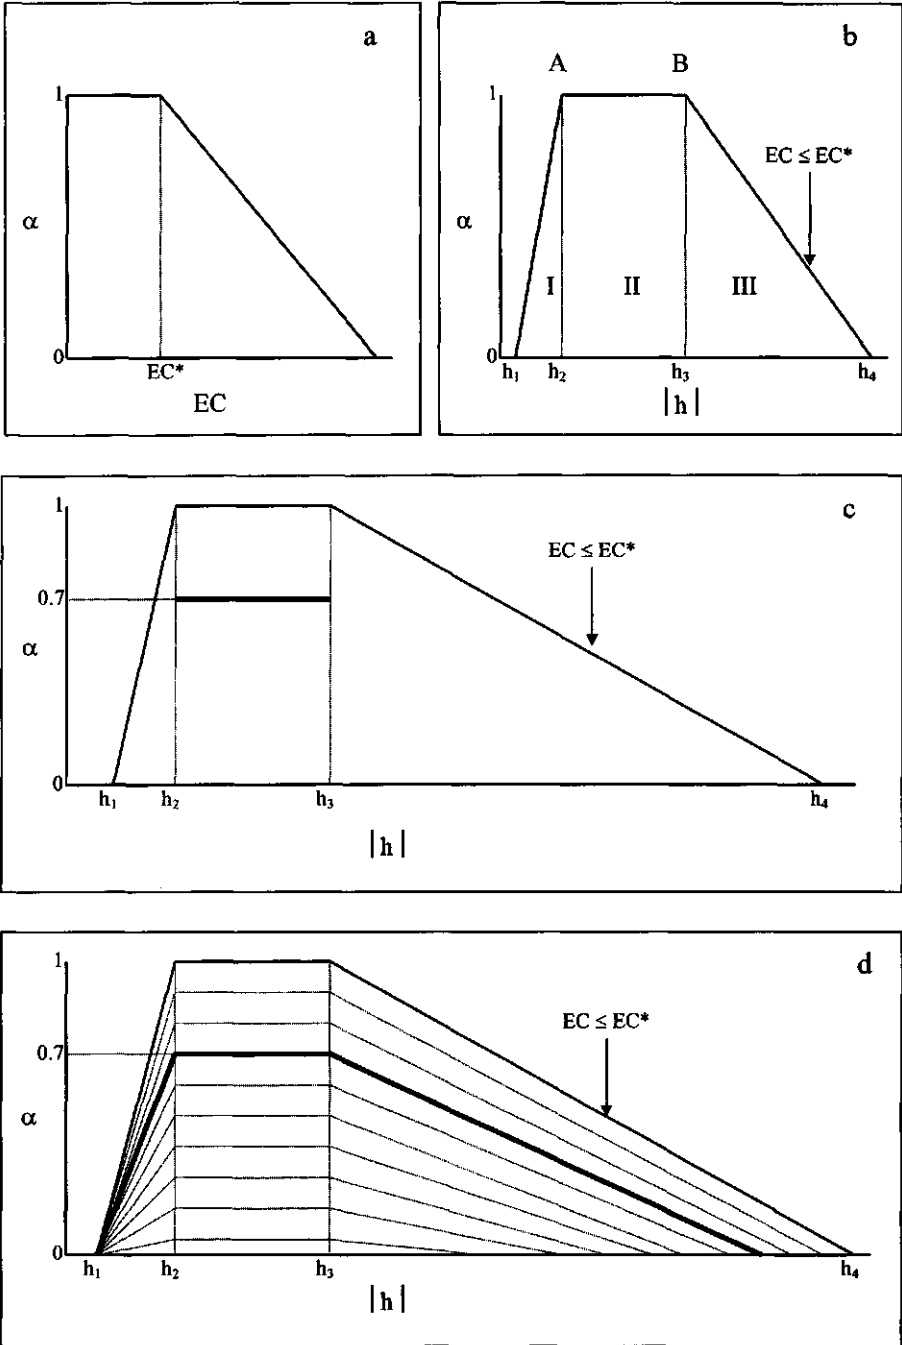 a
1
α
0
EC*
EC
b
A B
1
EC ≤ EC*
α
I II III
0
h₁ h₂ h₃ h₄
|h|
c
1
EC ≤ EC*
0.7
α
0
h₁ h₂ h₃ h₄
|h|
d
1
EC ≤ EC*
0.7
α
0
h₁ h₂ h₃ h₄
|h|